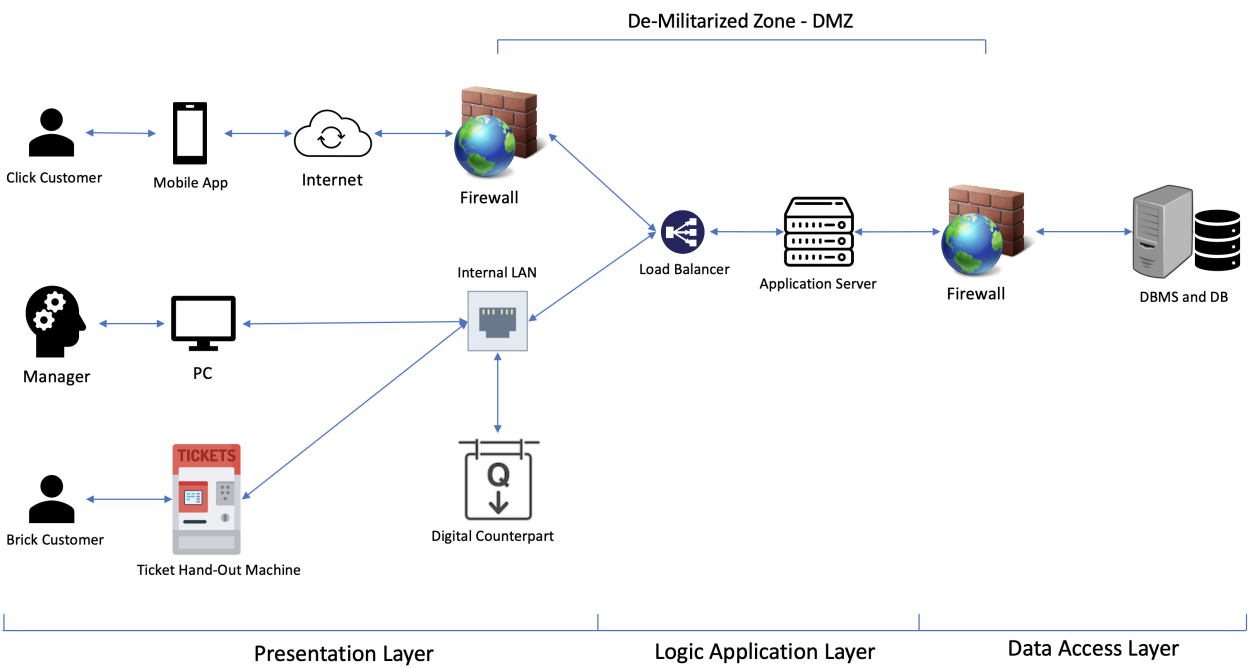 De-Militarized Zone - DMZ
Click Customer
Mobile App
Internet
Firewall
Load Balancer
Application Server
Firewall
DBMS and DB
Internal LAN
Manager
PC
TICKETS
Q
Brick Customer
Ticket Hand-Out Machine
Digital Counterpart
Presentation Layer
Logic Application Layer
Data Access Layer